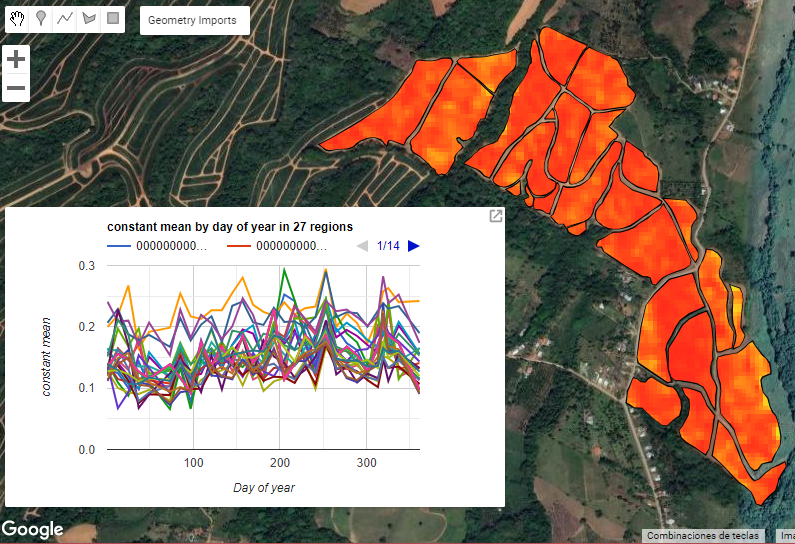 Geometry Imports
constant mean by day of year in 27 regions
000000000...
000000000...
1/14
0.3
0.2
0.1
0.0
constant mean
100
200
300
Day of year
Google
Combinaciones de teclas
Imá